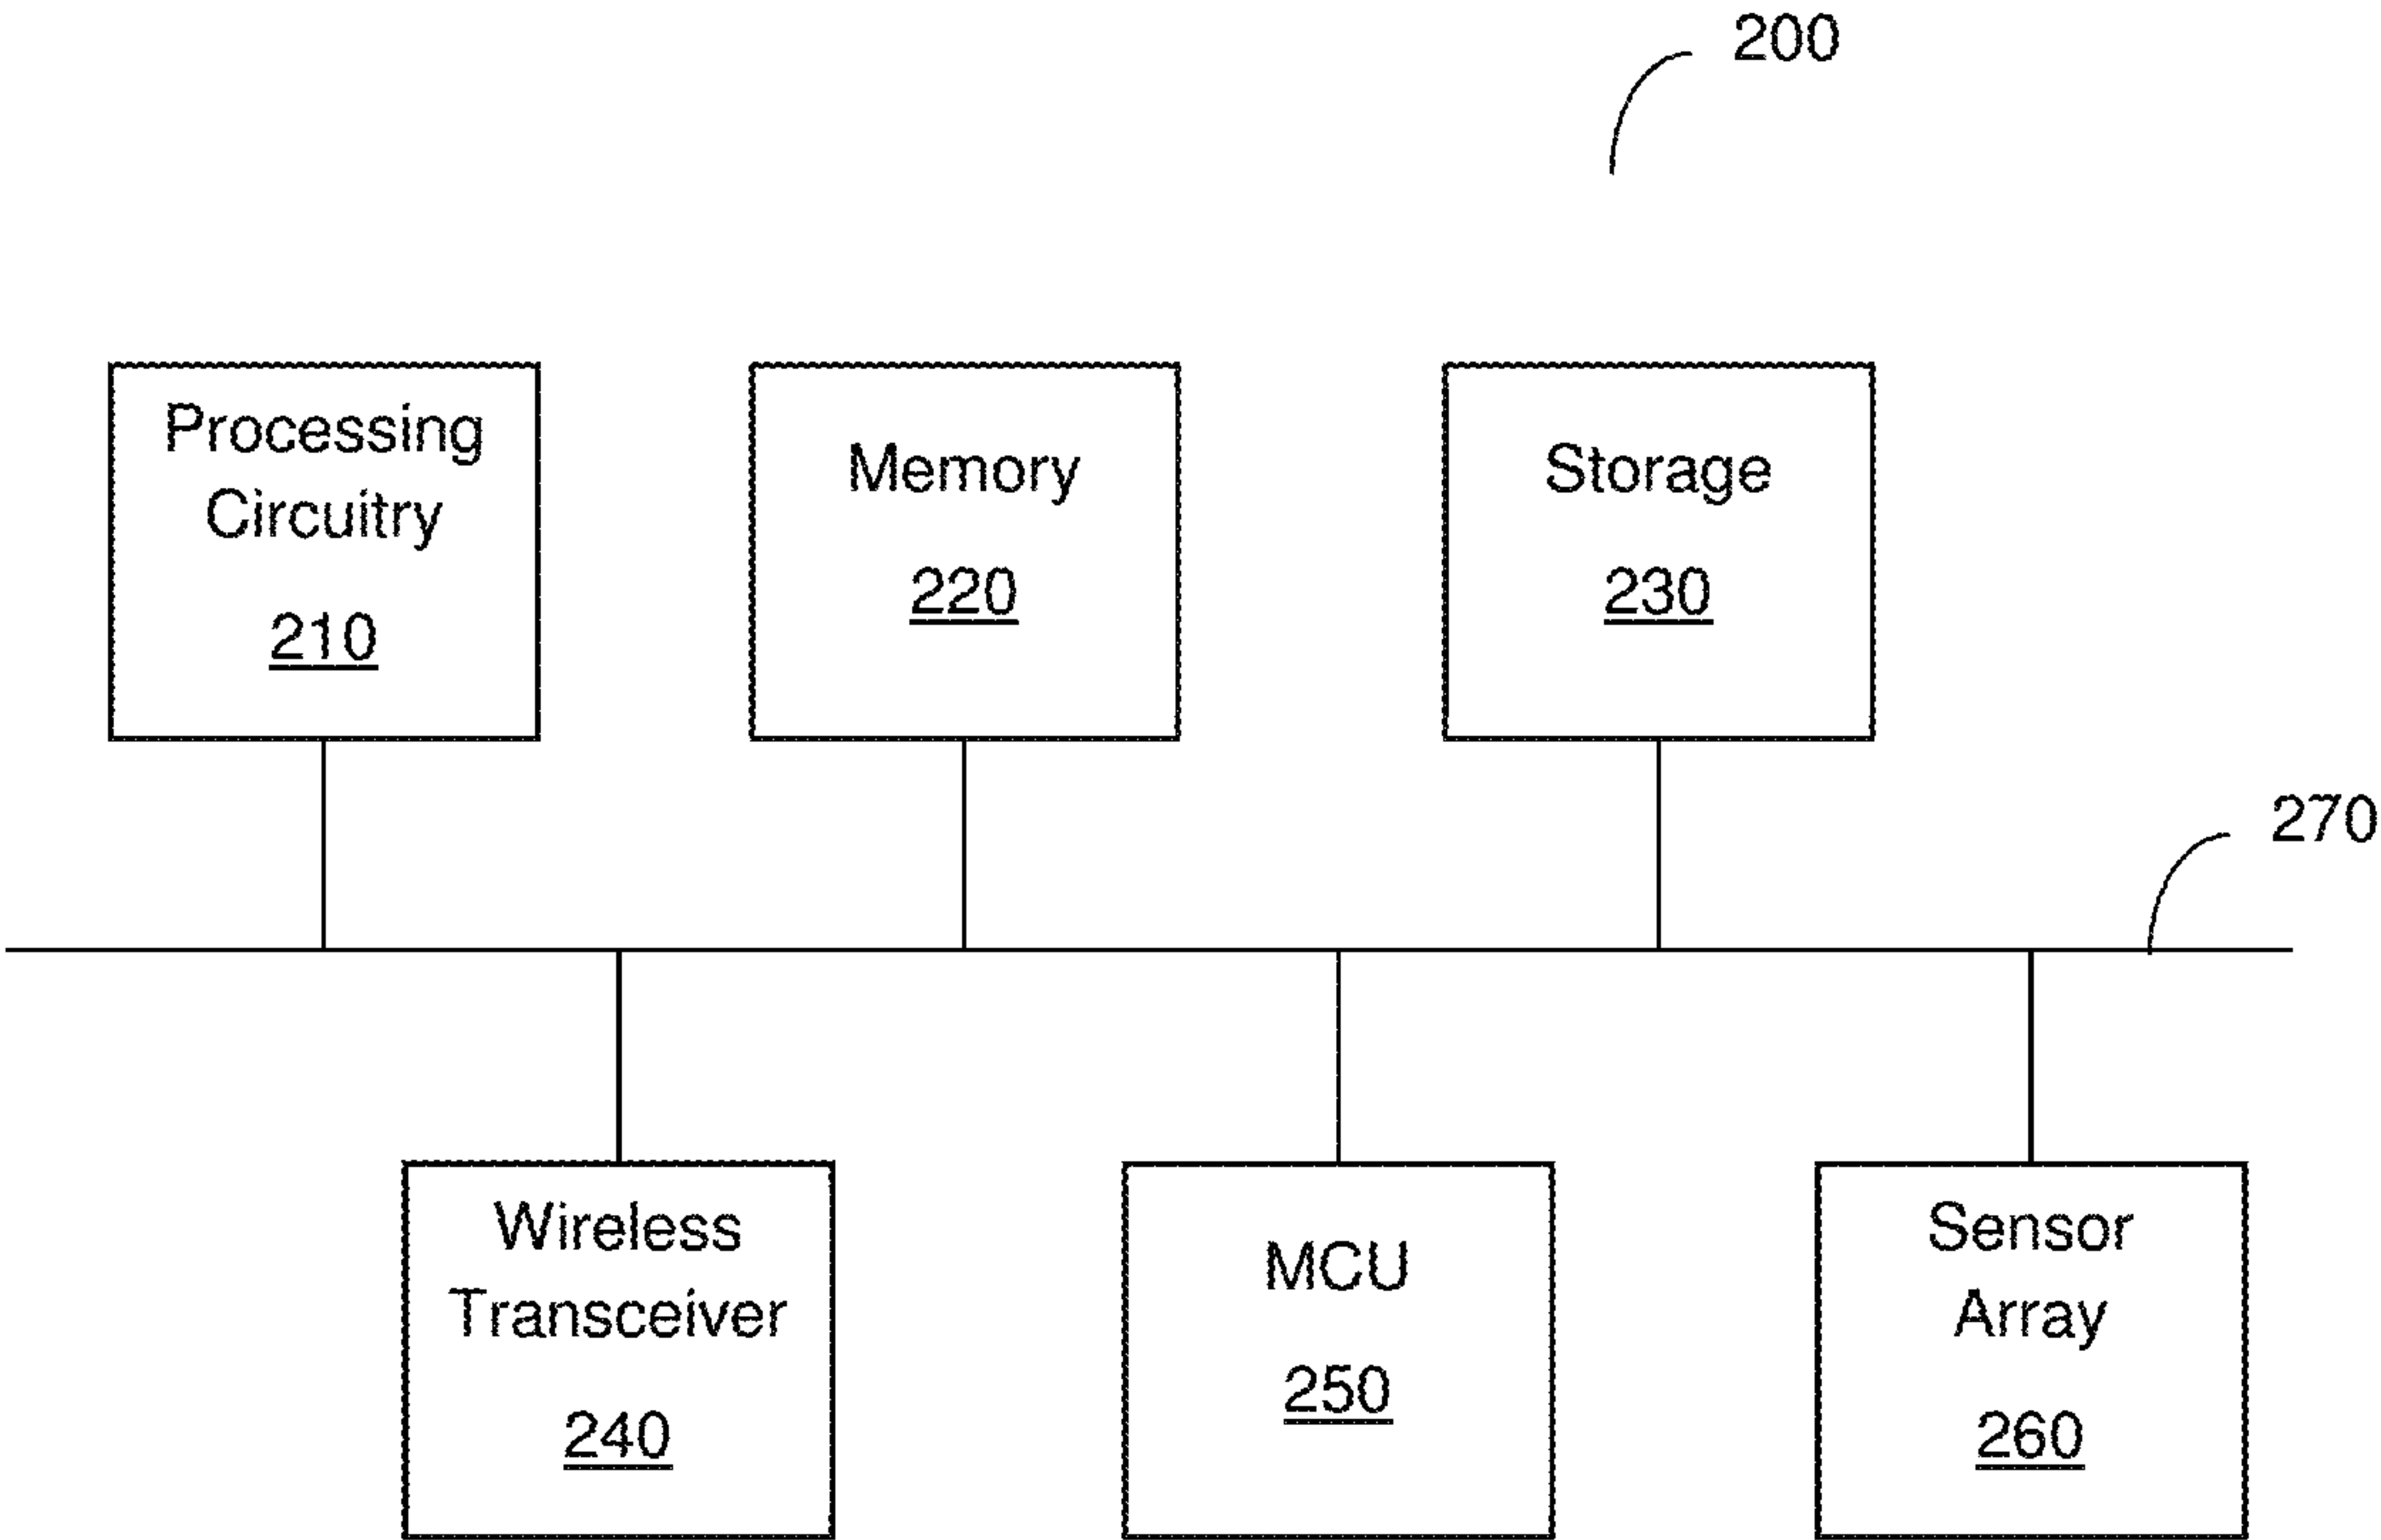 200
Processing
Circuitry
210
Memory
220
Storage
230
270
Wireless
Transceiver
240
MCU
250
Sensor
Array
260